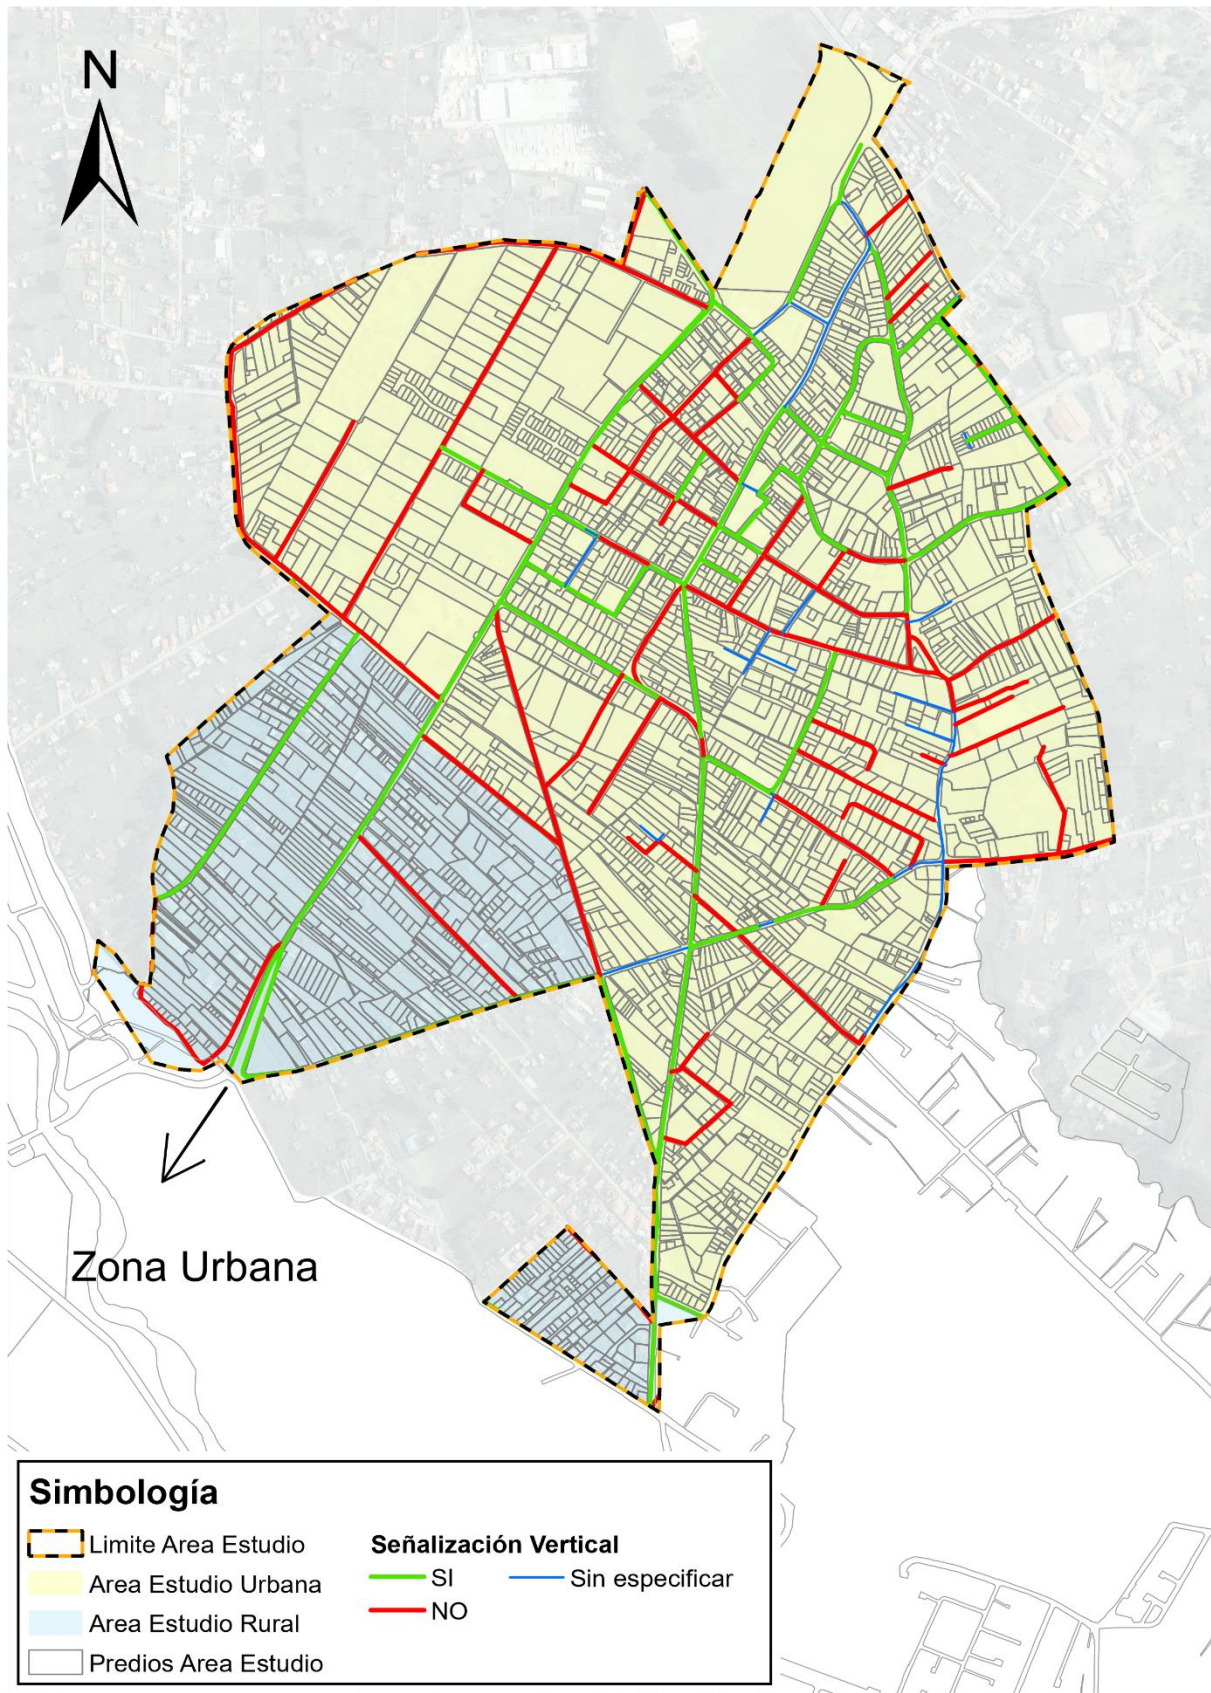 N
Zona Urbana
Simbología
Limite Area Estudio
Area Estudio Urbana
Area Estudio Rural
Predios Area Estudio
Señalización Vertical
SI
Sin especificar
NO